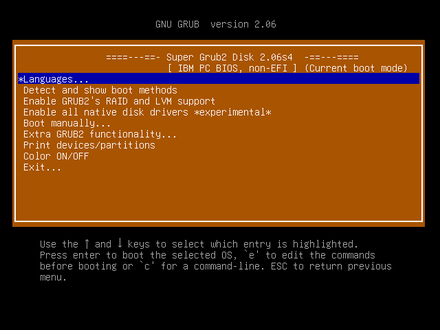 GNU GRUB version 2.06
====---==- Super Grub2 Disk 2.06s4 -==---====
[ IBM PC BIOS, non-EFI ] (Current boot mode)
*Languages...
Detect and show boot methods
Enable GRUB2's RAID and LVM support
Enable all native disk drivers *experimental*
Boot manually...
Extra GRUB2 functionality...
Print devices/partitions
Color ON/OFF
Exit...
Use the ↑ and ↓ keys to select which entry is highlighted.
Press enter to boot the selected OS, `e' to edit the commands
before booting or `c' for a command-line. ESC to return previous
menu.